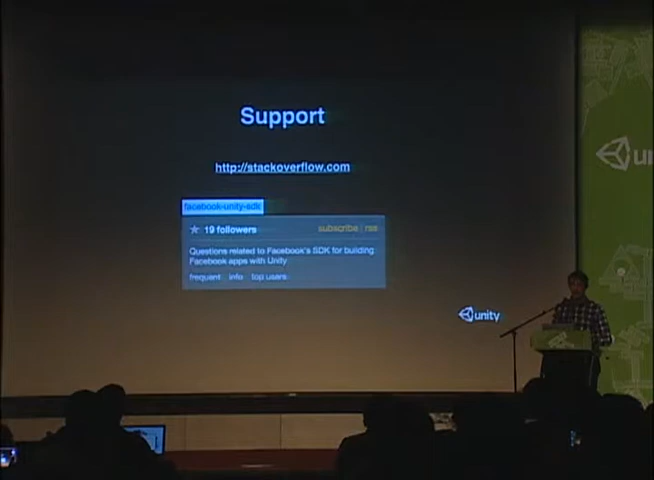 Support
http://stackoverflow.com
facebook-unity-sdk
19 followers
subscribe | rss
Questions related to Facebook's SDK for building
Facebook apps with Unity
frequent info top users
unity